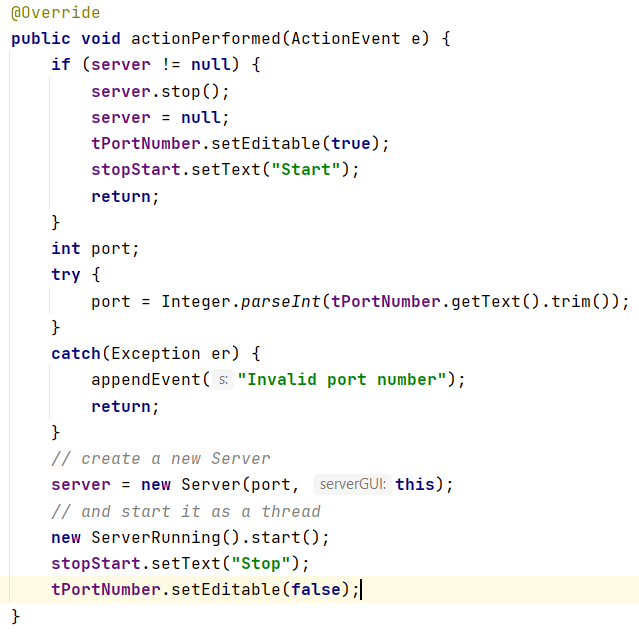 @Override
public void actionPerformed(ActionEvent e) {
    if (server != null) {
        server.stop();
        server = null;
        tPortNumber.setEditable(true);
        stopStart.setText("Start");
        return;
    }
    int port;
    try {
        port = Integer.parseInt(tPortNumber.getText().trim());
    }
    catch(Exception er) {
        appendEvent( s: "Invalid port number");
        return;
    }
    // create a new Server
    server = new Server(port, serverGUI: this);
    // and start it as a thread
    new ServerRunning().start();
    stopStart.setText("Stop");
    tPortNumber.setEditable(false);
}